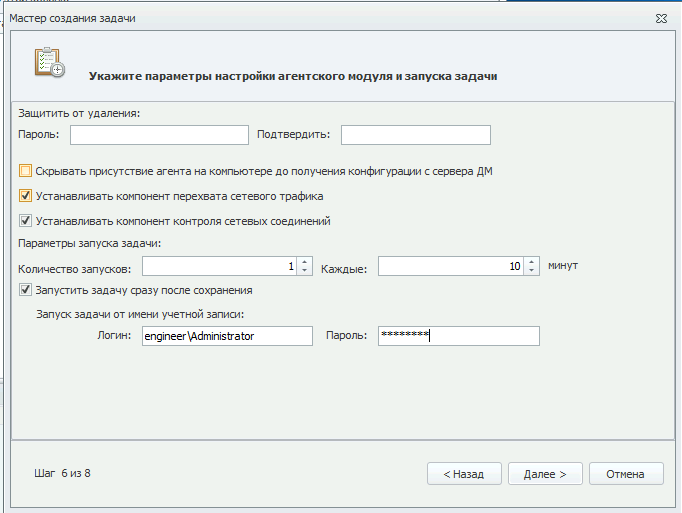 Мастер создания задачи
Укажите параметры настройки агентского модуля и запуска задачи
Защитить от удаления:
Пароль: Подтвердить:
Скрывать присутствие агента на компьютере до получения конфигурации с сервера ДМ
Устанавливать компонент перехвата сетевого трафика
Устанавливать компонент контроля сетевых соединений
Параметры запуска задачи:
Количество запусков: 1 Каждые: 10 минут
Запустить задачу сразу после сохранения
Запуск задачи от имени учетной записи:
Логин: engineer\Administrator Пароль: ********
Шаг 6 из 8 < Назад Далее > Отмена